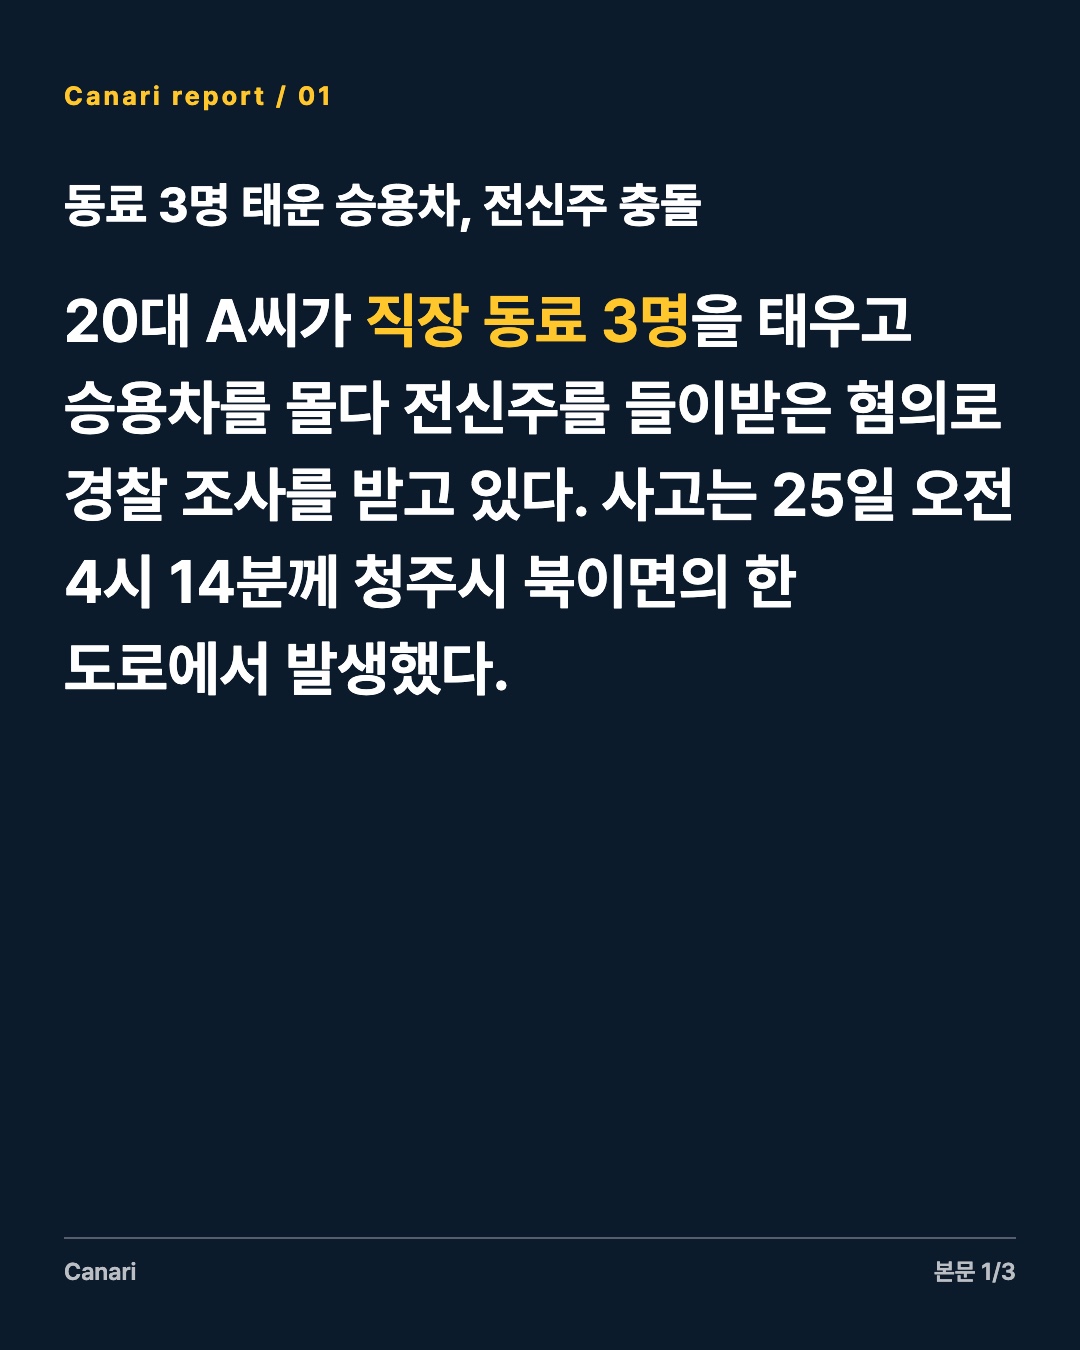 Canari report / 01
동료 3명 태운 승용차, 전신주 충돌
20대 A씨가 직장 동료 3명을 태우고
승용차를 몰다 전신주를 들이받은 혐의로
경찰 조사를 받고 있다. 사고는 25일 오전
4시 14분께 청주시 북이면의 한
도로에서 발생했다.
Canari
본문 1/3